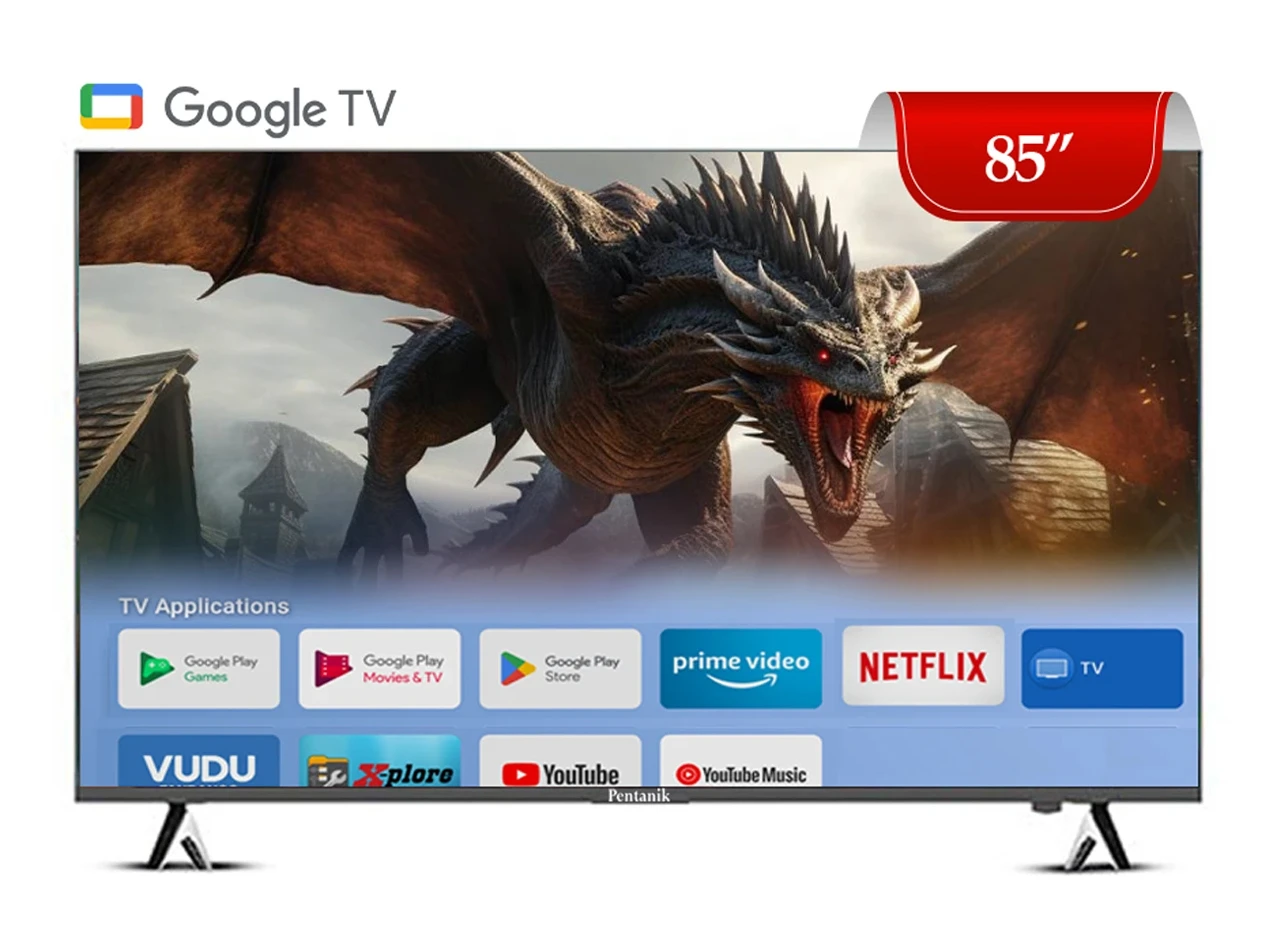 Google TV
85″
TV Applications
Google Play
Games
Google Play
Movies & TV
Google Play
Store
prime video
NETFLIX
TV
VUDU
X-plore
YouTube
YouTube Music
Pentanik